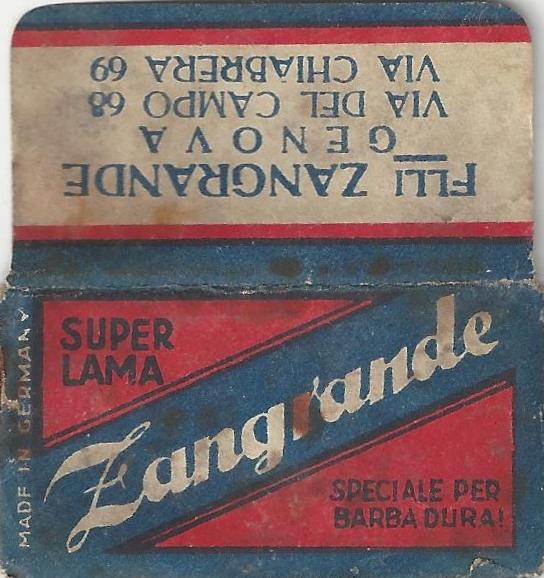 FLLI ZANGRANDE
GENOVA
VIA DEL CAMPO 68
VIA CHIABRERA 69
SUPER
LAMA
Zangrande
SPECIALE PER
BARBA DURA!
MADE IN GERMANY